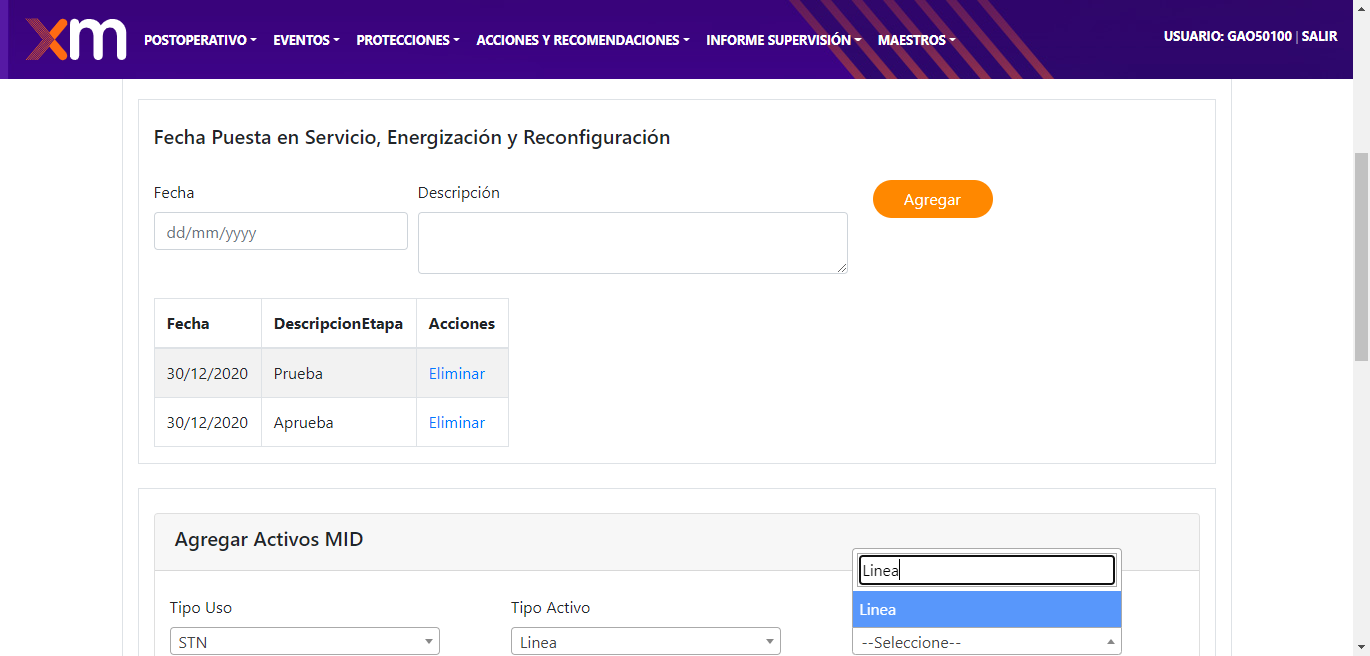 xm POSTOPERATIVO EVENTOS PROTECCIONES ACCIONES Y RECOMENDACIONES INFORME SUPERVISIÓN MAESTROS USUARIO: GAO50100 | SALIR
Fecha Puesta en Servicio, Energización y Reconfiguración
Fecha Descripción Agregar
dd/mm/yyyy
Fecha DescripcionEtapa Acciones
30/12/2020 Prueba Eliminar
30/12/2020 Aprueba Eliminar
Agregar Activos MID
Linea
Tipo Uso Tipo Activo Linea
STN Linea --Seleccione--